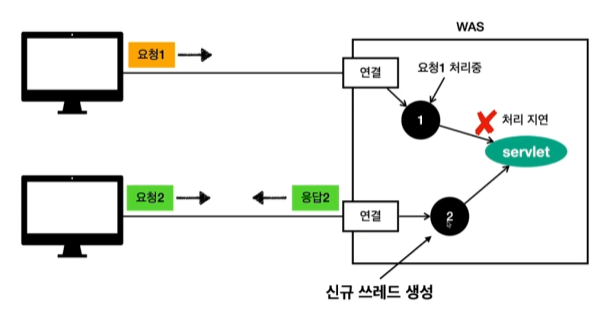 WAS
요청1
연결
요청1 처리중
1
처리 지연
servlet
요청2
응답2
연결
2
신규 쓰레드 생성